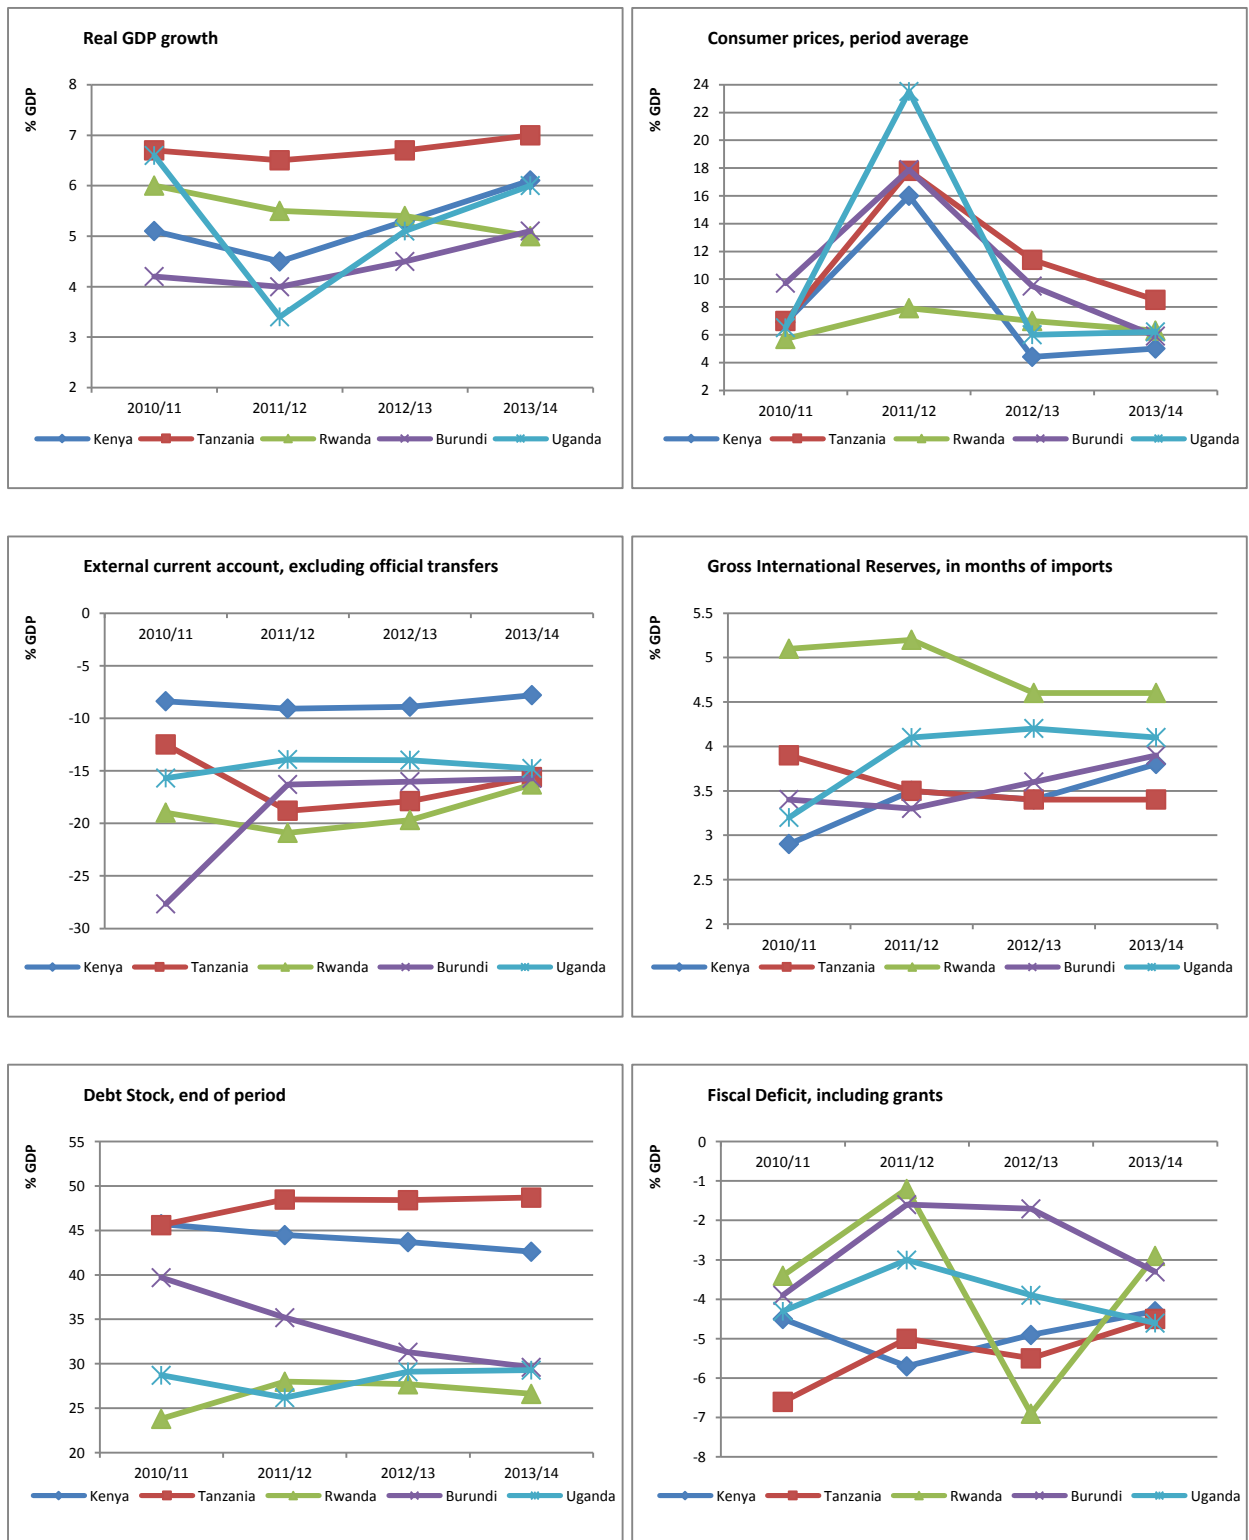 Real GDP growth
% GDP
8
7
6
5
4
3
2
2010/11 2011/12 2012/13 2013/14
Kenya Tanzania Rwanda Burundi Uganda
Consumer prices, period average
% GDP
24
22
20
18
16
14
12
10
8
6
4
2
2010/11 2011/12 2012/13 2013/14
Kenya Tanzania Rwanda Burundi Uganda
External current account, excluding official transfers
% GDP
0
2010/11 2011/12 2012/13 2013/14
-5
-10
-15
-20
-25
-30
Kenya Tanzania Rwanda Burundi Uganda
Gross International Reserves, in months of imports
% GDP
5.5
5
4.5
4
3.5
3
2.5
2
2010/11 2011/12 2012/13 2013/14
Kenya Tanzania Rwanda Burundi Uganda
Debt Stock, end of period
% GDP
55
50
45
40
35
30
25
20
2010/11 2011/12 2012/13 2013/14
Kenya Tanzania Rwanda Burundi Uganda
Fiscal Deficit, including grants
% GDP
0
2010/11 2011/12 2012/13 2013/14
-1
-2
-3
-4
-5
-6
-7
-8
Kenya Tanzania Rwanda Burundi Uganda